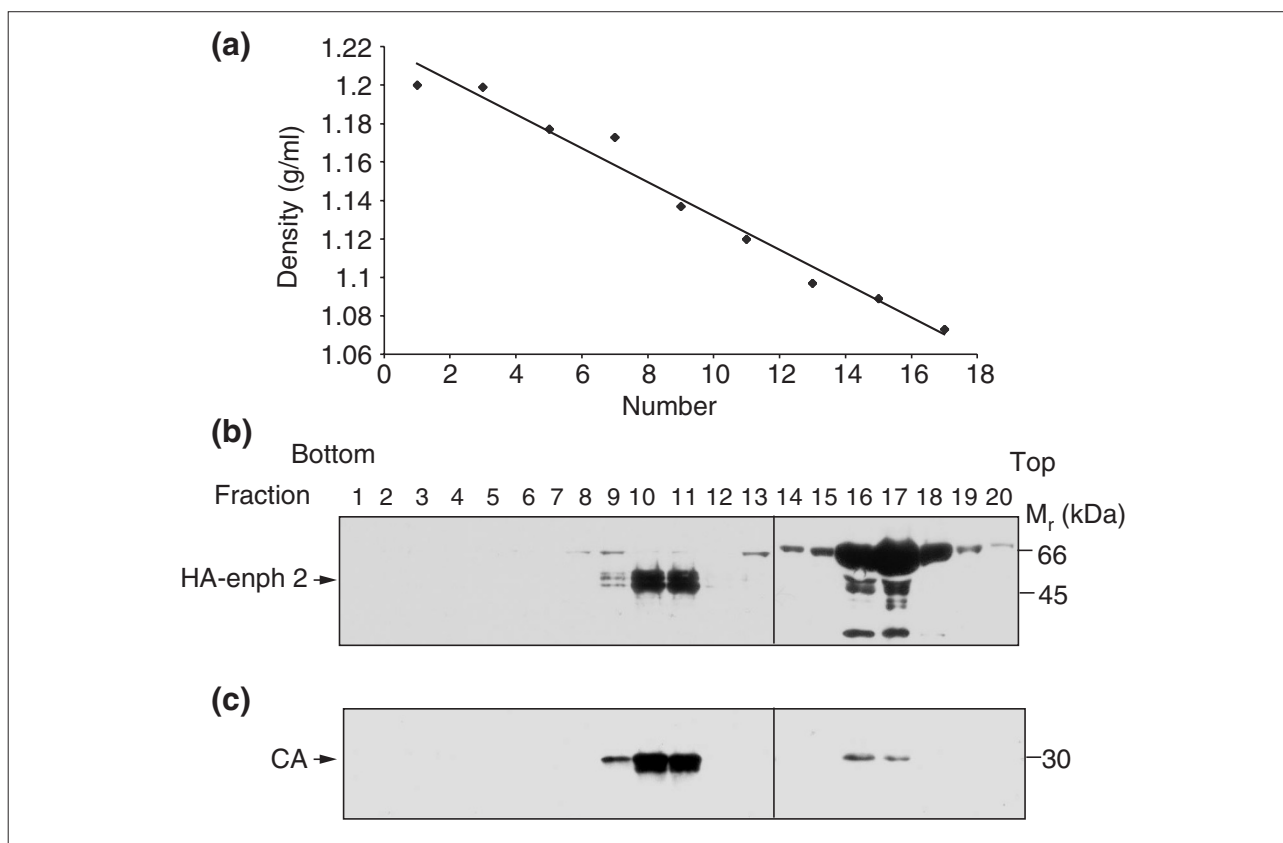 (a)
1.22
1.2
1.18
1.16
1.14
1.12
1.1
1.08
1.06
Density (g/ml)
0 2 4 6 8 10 12 14 16 18
Number
(b)
Bottom Top
Fraction 1 2 3 4 5 6 7 8 9 10 11 12 13 14 15 16 17 18 19 20
Mr (kDa)
66
HA-enph 2
45
(c)
CA 30